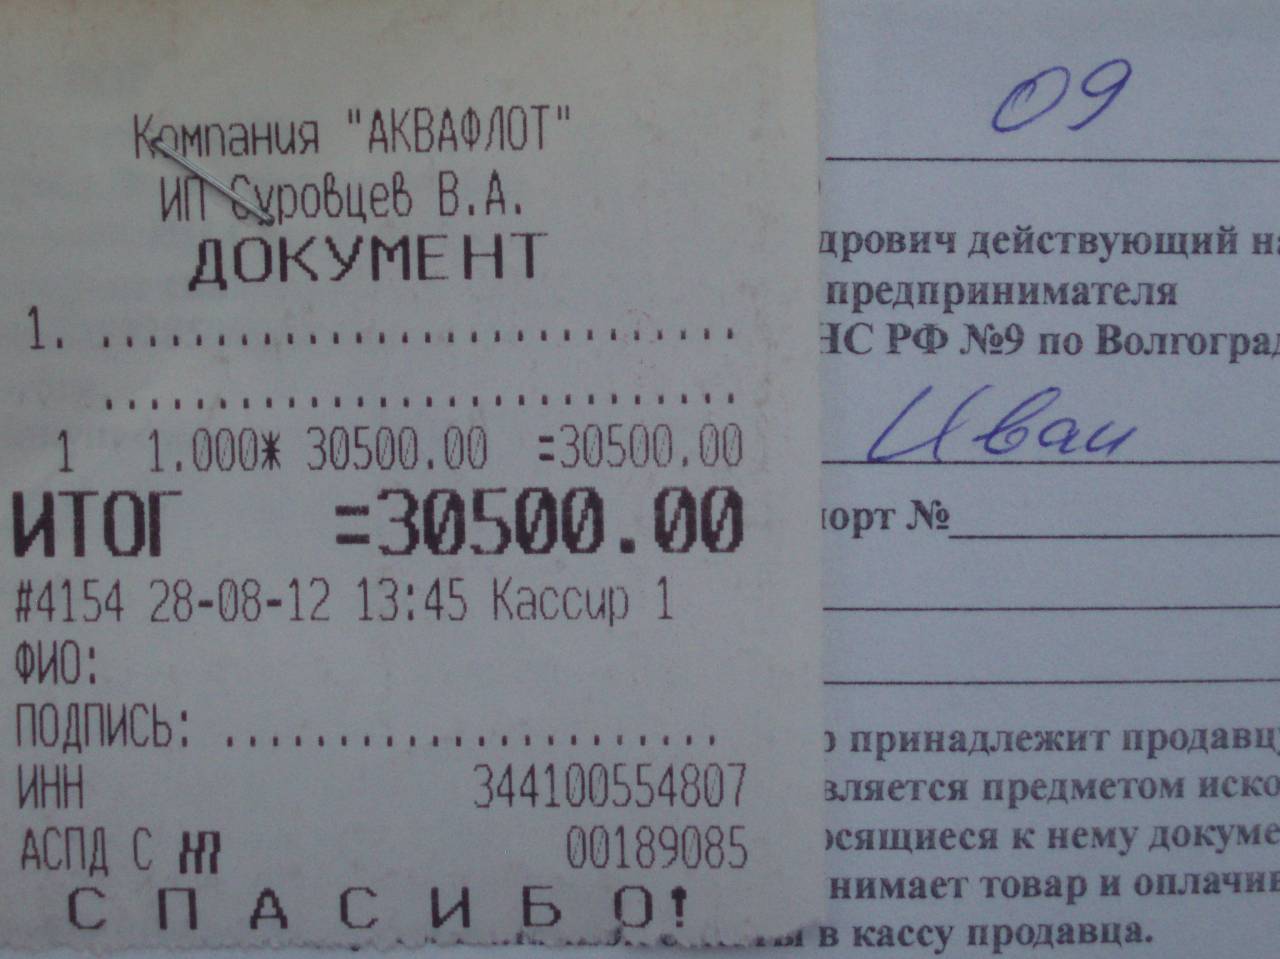 Компания "АКВАФЛОТ"
ИП Суровцев В.А.
ДОКУМЕНТ
1. ............................
............................
1 1.000* 30500.00 =30500.00
ИТОГ =30500.00
#4154 28-08-12 13:45 Кассир 1
ФИО:
ПОДПИСЬ: ......................
ИНН 344100554807
АСПД С 00189085
СПАСИБО!
09
дрович действующий на
предпринимателя
НС РФ №9 по Волгоград
Иван
порт №
принадлежит продавцу
вляется предметом иско
осящиеся к нему докуме
нимает товар и оплачив
в кассу продавца.